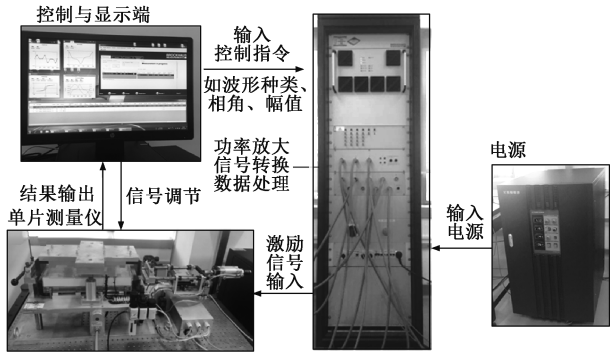 控制与显示端
输入
控制指令
如波形种类、
相角、幅值
功率放大
信号转换
数据处理
电源
结果输出
单片测量仪
信号调节
激励
信号
输入
输入
电源